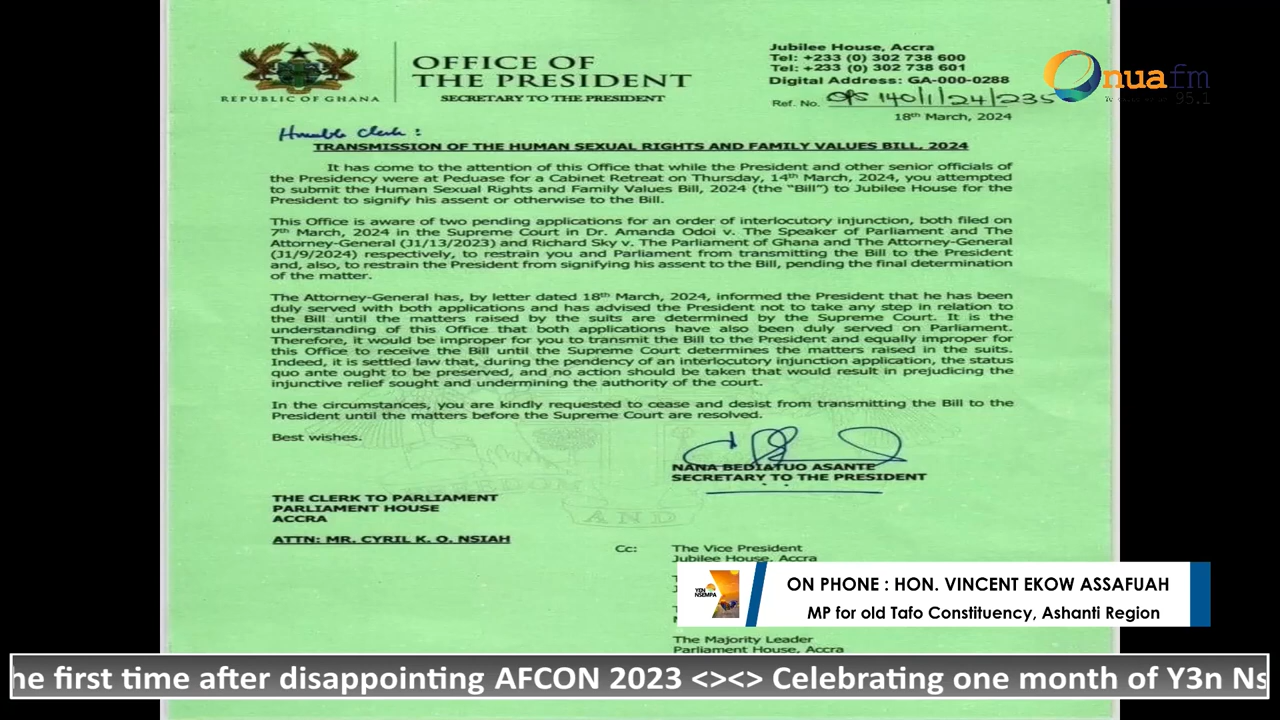 OFFICE OF
THE PRESIDENT
SECRETARY TO THE PRESIDENT
REPUBLIC OF GHANA
Jubilee House, Accra
Tel: +233 (0) 302 738 600
Tel: +233 (0) 302 738 601
Digital Address: GA-000-0288
Ref. No. OPS 140/1/24/235
18th March, 2024
nuafm
95.1
Humble Clerk:
TRANSMISSION OF THE HUMAN SEXUAL RIGHTS AND FAMILY VALUES BILL, 2024
It has come to the attention of this Office that while the President and other senior officials of
the Presidency were at Peduase for a Cabinet Retreat on Thursday, 14th March, 2024, you attempted
to submit the Human Sexual Rights and Family Values Bill, 2024 (the "Bill") to Jubilee House for the
President to signify his assent or otherwise to the Bill.
This Office is aware of two pending applications for an order of interlocutory injunction, both filed on
7th March, 2024 in the Supreme Court in Dr. Amanda Odoi v. The Speaker of Parliament and The
Attorney-General (J1/13/2023) and Richard Sky v. The Parliament of Ghana and The Attorney-General
(J1/9/2024) respectively, to restrain you and Parliament from transmitting the Bill to the President
and, also, to restrain the President from signifying his assent to the Bill, pending the final determination
of the matter.
The Attorney-General has, by letter dated 18th March, 2024, informed the President that he has been
duly served with both applications and has advised the President not to take any step in relation to
the Bill until the matters raised by the suits are determined by the Supreme Court. It is the
understanding of this Office that both applications have also been duly served on Parliament.
Therefore, it would be improper for you to transmit the Bill to the President and equally improper for
this Office to receive the Bill until the Supreme Court determines the matters raised in the suits.
Indeed, it is settled law that, during the pendency of an interlocutory injunction application, the status
quo ante ought to be preserved, and no action should be taken that would result in prejudicing the
injunctive relief sought and undermining the authority of the court.
In the circumstances, you are kindly requested to cease and desist from transmitting the Bill to the
President until the matters before the Supreme Court are resolved.
Best wishes.
NANA BEDIATUO ASANTE
SECRETARY TO THE PRESIDENT
FREEDOM
AND
THE CLERK TO PARLIAMENT
PARLIAMENT HOUSE
ACCRA
ATTN: MR. CYRIL K. O. NSIAH
Cc: The Vice President
Jubilee House, Accra
YEN
NSEMPA
ON PHONE : HON. VINCENT EKOW ASSAFUAH
MP for old Tafo Constituency, Ashanti Region
The Majority Leader
Parliament House, Accra
he first time after disappointing AFCON 2023 <><> Celebrating one month of Y3n Ns